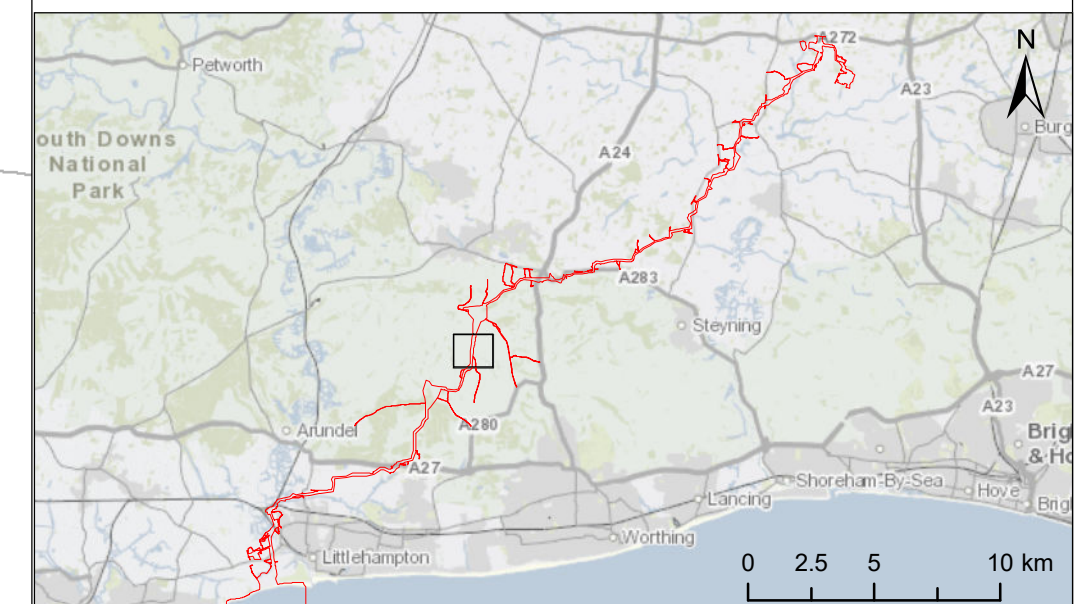 A272
N
Petworth
A23
Burg
outh Downs
National
Park
A24
A283
Steyning
A27
A23
Arundel
A280
Brig
& Ho
A27
Shoreham-By-Sea
Hove
Lancing
Brig
Worthing
Littlehampton
0 2.5 5 10 km